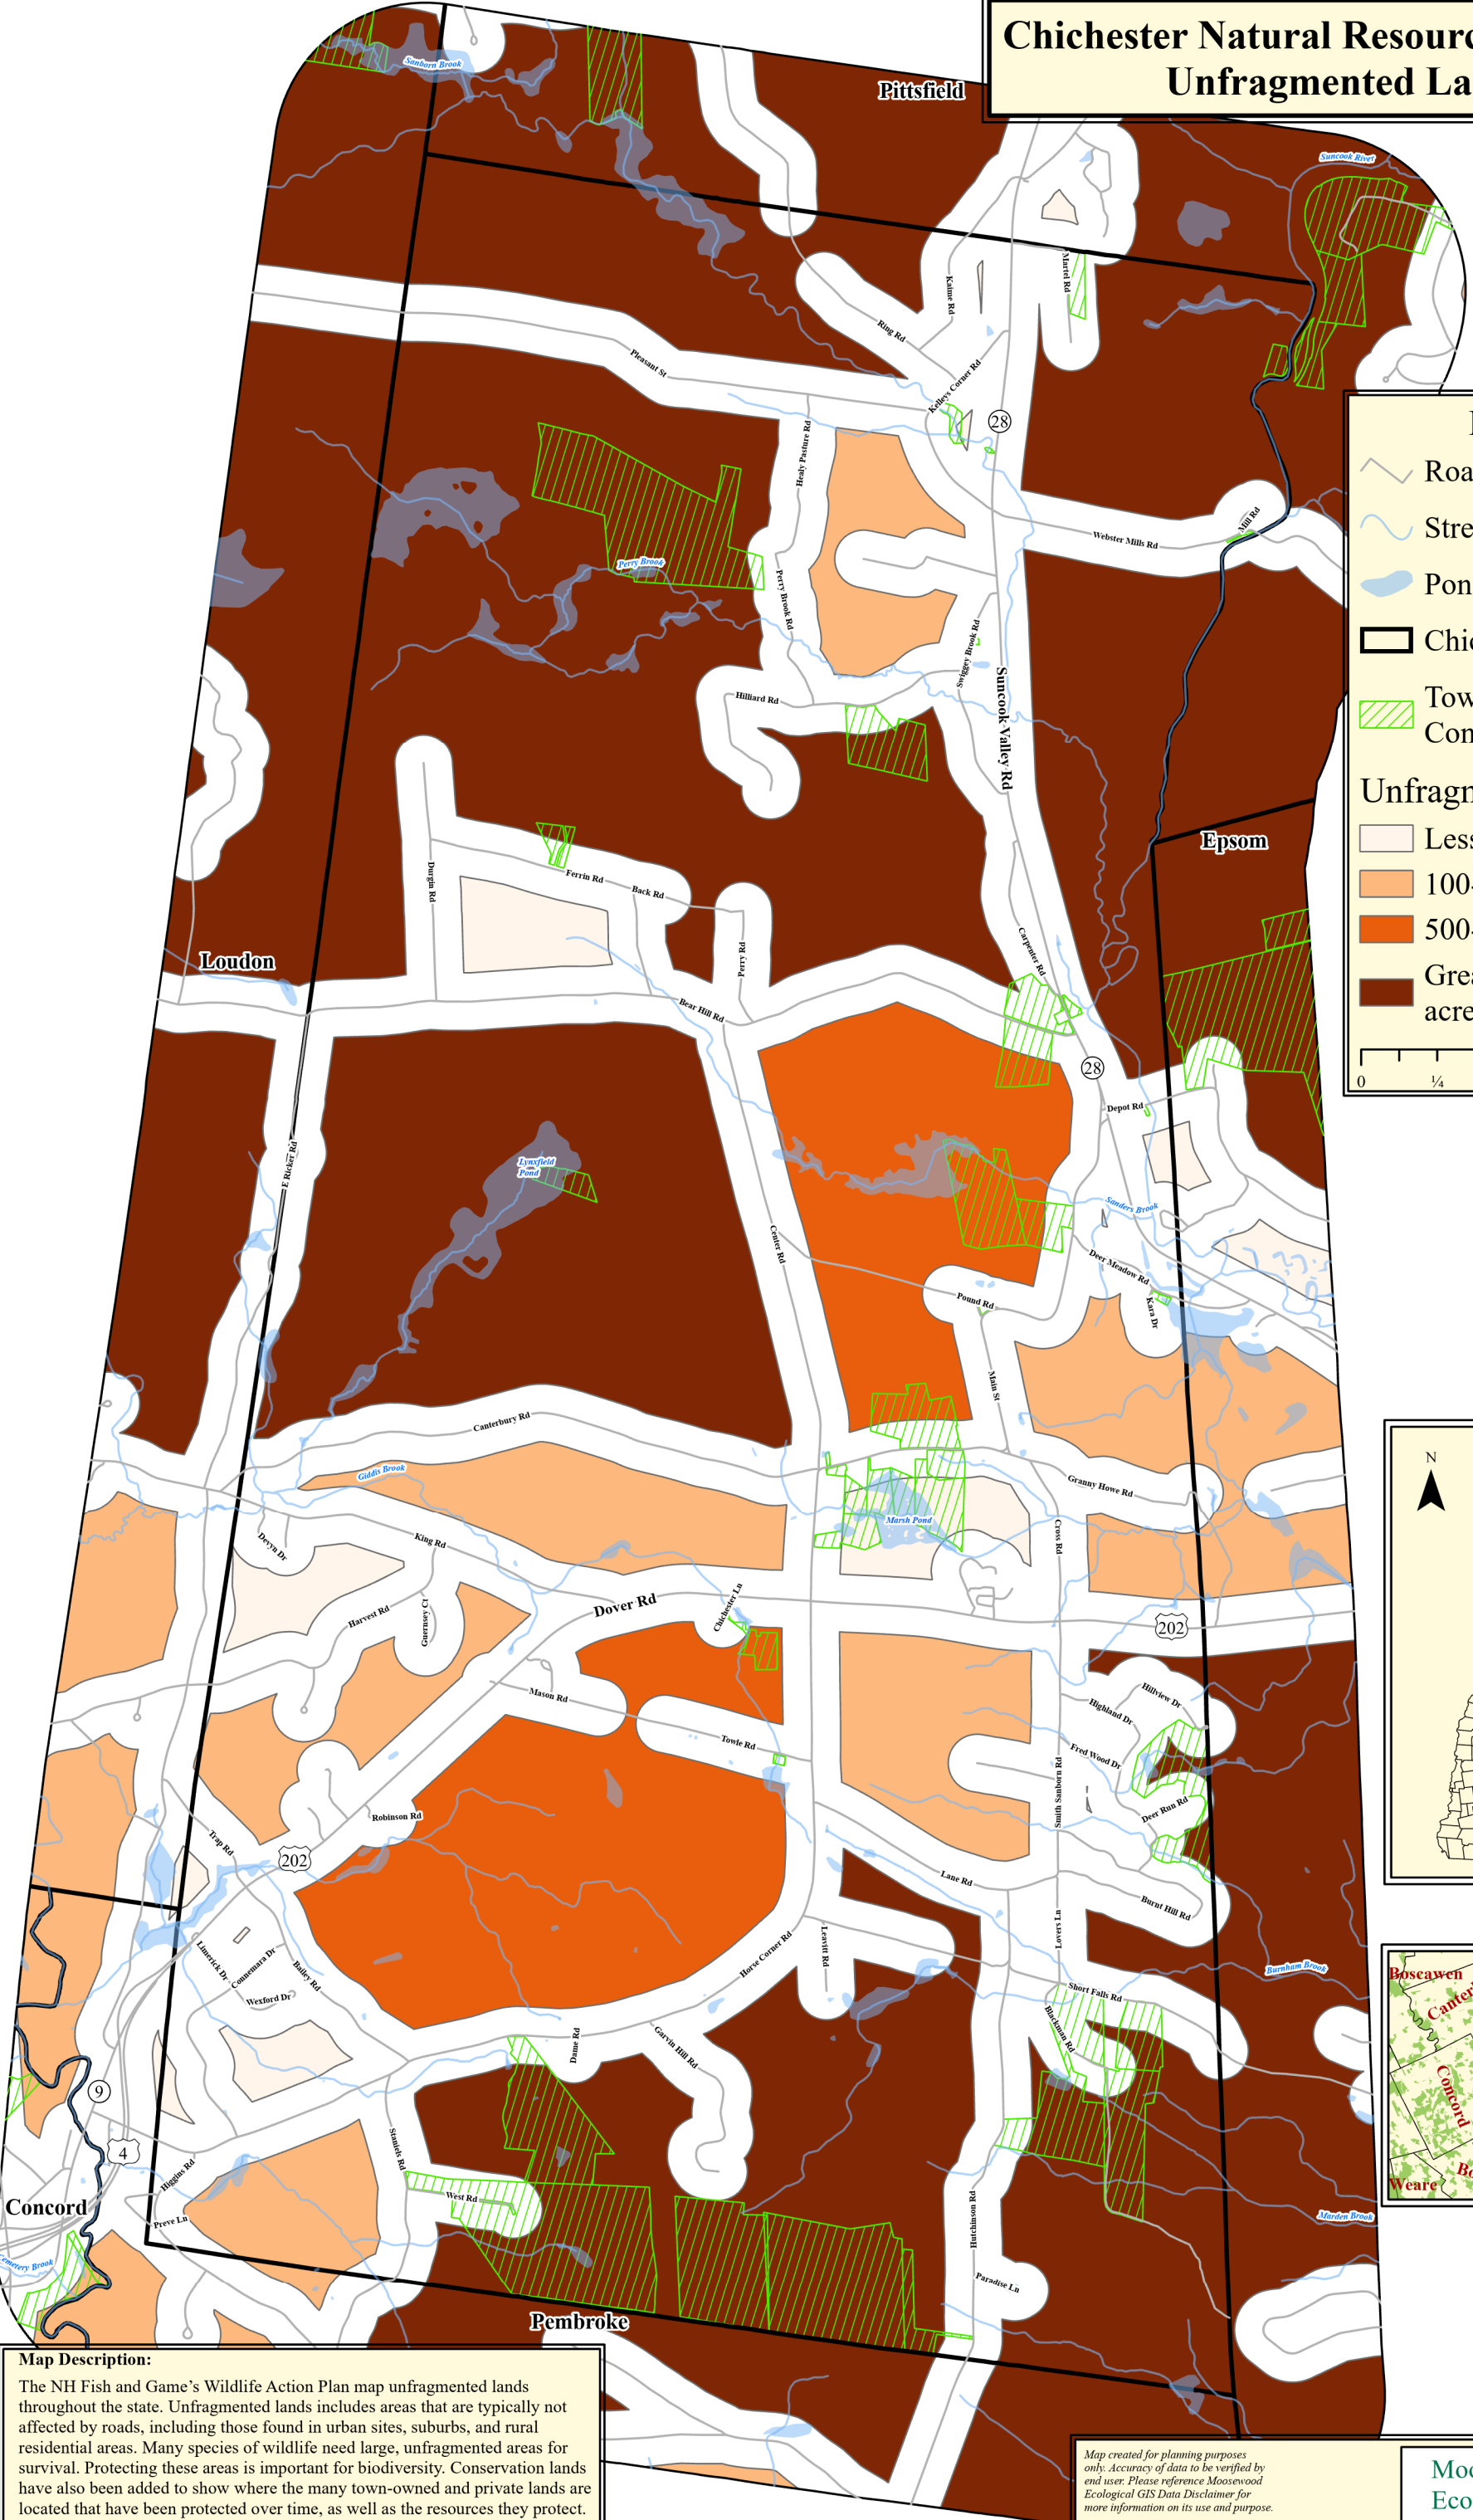 Chichester Natural Resourc
Unfragmented La
Pittsfield
Sanborn Brook
Suncook River
Martel Rd
Kaime Rd
Ring Rd
Pleasant St
Kelleys Corner Rd
28
Healy Pasture Rd
Webster Mills Rd
Mill Rd
Perry Brook
Perry Brook Rd
Swiggey Brook Rd
Hilliard Rd
Suncook Valley Rd
Epsom
Roa
Stre
Pon
Chic
Tow
Con
Unfragn
Less
100-
500-
Grea
acre
0
¼
Durgin Rd
Ferrin Rd
Back Rd
Perry Rd
Carpenter Rd
Loudon
Bear Hill Rd
28
Depot Rd
E Ricker Rd
Lynxfield
Pond
Center Rd
Sanders Brook
Deer Meadow Rd
Kara Dr
Pound Rd
Main St
Canterbury Rd
Giddis Brook
Granny Howe Rd
Marsh Pond
Cross Rd
N
Devyn Dr
King Rd
Harvest Rd
Guernsey Ct
Dover Rd
Chichester Ln
202
Mason Rd
Towle Rd
Hillview Dr
Highland Dr
Fred Wood Dr
Smith Sanborn Rd
Deer Run Rd
Robinson Rd
Trap Rd
202
Lane Rd
Burnt Hill Rd
Lovers Ln
Leavitt Rd
Horse Corner Rd
Limerick Dr
Connemara Dr
Bailey Rd
Wexford Dr
Burnham Brook
Short Falls Rd
Blackman Rd
Boscawen
Canter
Concord
Bo
Weare
Dame Rd
Garvin Hill Rd
9
4
Staniels Rd
Higgins Rd
West Rd
Preve Ln
Hutchinson Rd
Marden Brook
Concord
Cemetery Brook
Paradise Ln
Pembroke
Map Description:
The NH Fish and Game's Wildlife Action Plan map unfragmented lands
throughout the state. Unfragmented lands includes areas that are typically not
affected by roads, including those found in urban sites, suburbs, and rural
residential areas. Many species of wildlife need large, unfragmented areas for
survival. Protecting these areas is important for biodiversity. Conservation lands
have also been added to show where the many town-owned and private lands are
located that have been protected over time, as well as the resources they protect.
Map created for planning purposes
only. Accuracy of data to be verified by
end user. Please reference Moosewood
Ecological GIS Data Disclaimer for
more information on its use and purpose.
Moo
Eco